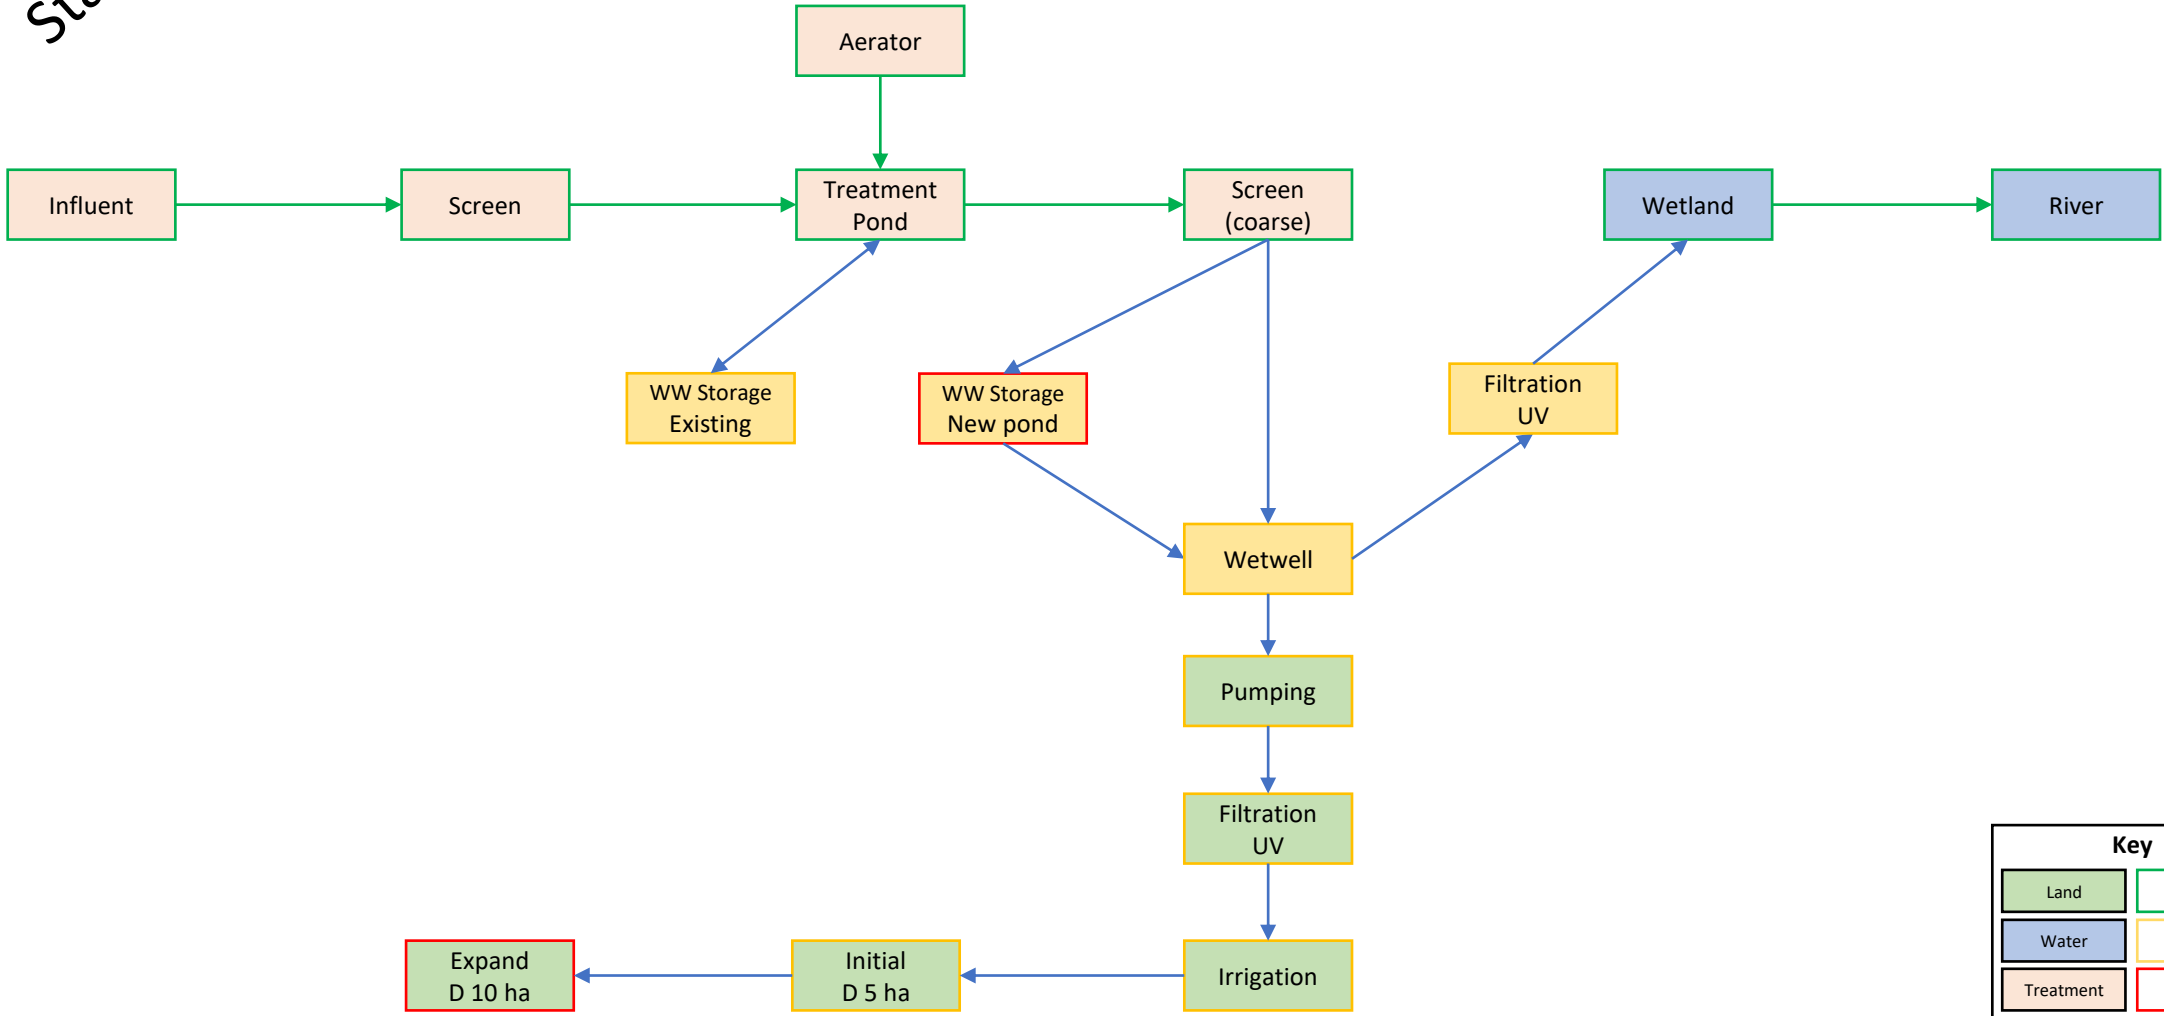 Aerator
Influent
Screen
Treatment
Pond
Screen
(coarse)
Wetland
River
WW Storage
Existing
WW Storage
New pond
Filtration
UV
Wetwell
Pumping
Filtration
UV
Expand
D 10 ha
Initial
D 5 ha
Irrigation
Key
Land
Water
Treatment